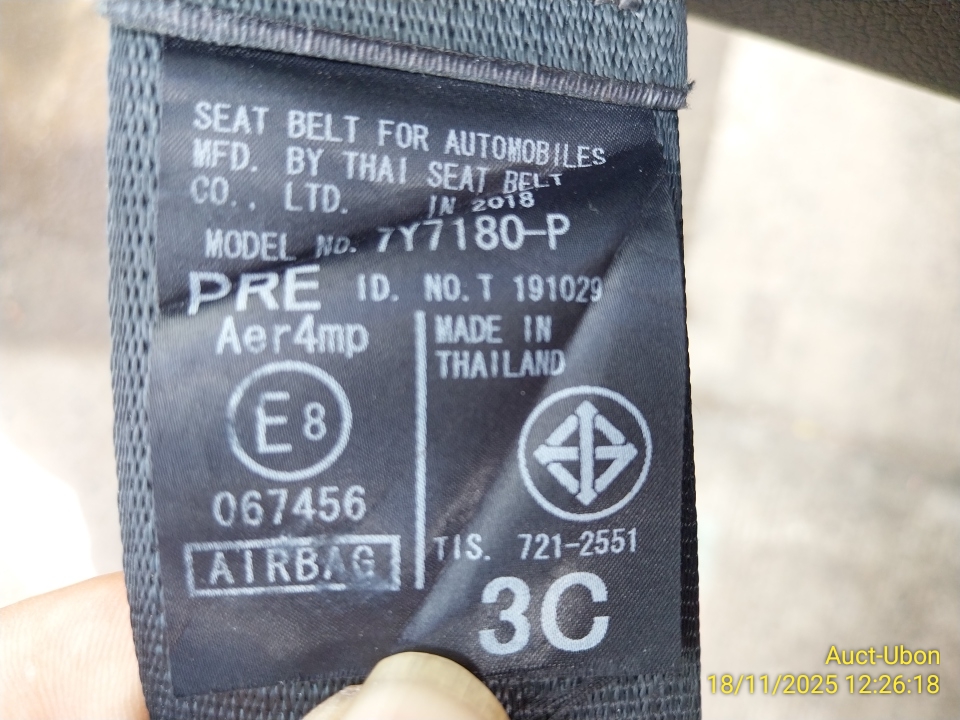 SEAT BELT FOR AUTOMOBILES
MFD. BY THAI SEAT BELT
CO., LTD. IN 2018
MODEL NO. 7Y7180-P
PRE ID. NO. T 191029
Aer4mp
MADE IN
THAILAND
E8
067456
AIRBAG
TIS. 721-2551
3C
Auct-Ubon
18/11/2025 12:26:18